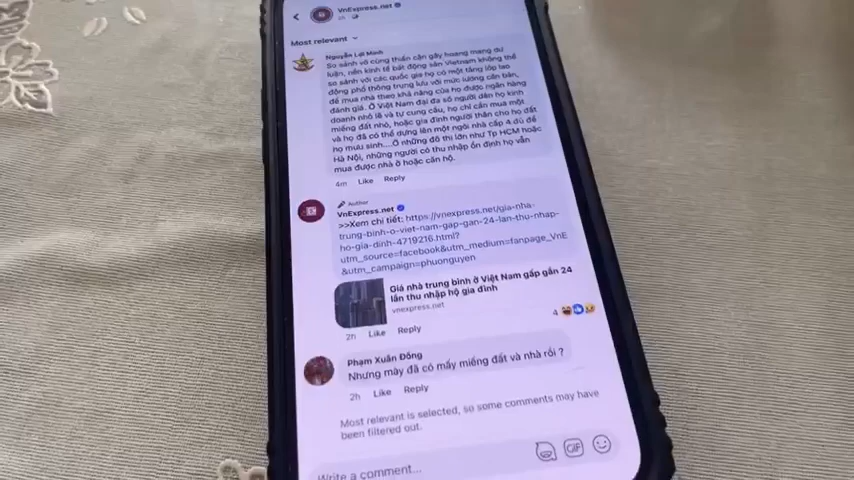 VnExpress.net
2h
Most relevant
Nguyễn Lợi Minh
So sánh vô cùng thiển cận gây hoang mang dư
luận, nền kinh tế bất động sản Vietnam không thể
so sánh với các quốc gia họ có một tầng lớp lao
động phổ thông trung lưu với mức lương căn bản,
để mua nhà theo khả năng của họ được ngân hàng
đánh giá. Ở Việt Nam đại đa số người dân họ kinh
doanh nhỏ lẻ và tự cung cầu, họ chỉ cần mua một
miếng đất nhỏ, hoặc gia đình người thân cho họ đất
và họ đã có thể dựng lên một ngôi nhà cấp 4 đủ để
họ mưu sinh.... Ở những đô thị lớn như Tp HCM hoặc
Hà Nội, những người có thu nhập ổn định họ vẫn
mua được nhà ở hoặc căn hộ.
4m Like Reply
Author
VnExpress.net
>>Xem chi tiết: https://vnexpress.net/gia-nha-
trung-binh-o-viet-nam-gap-gan-24-lan-thu-nhap-
ho-gia-dinh-4719216.html?
utm_source=facebook&utm_medium=fanpage_VnE
&utm_campaign=phuonguyen
Giá nhà trung bình ở Việt Nam gấp gần 24
lần thu nhập hộ gia đình
vnexpress.net
2h Like Reply 4
Phạm Xuân Đông
Nhưng mày đã có mấy miếng đất và nhà rồi ?
2h Like Reply
Most relevant is selected, so some comments may have
been filtered out.
Write a comment...
GIF